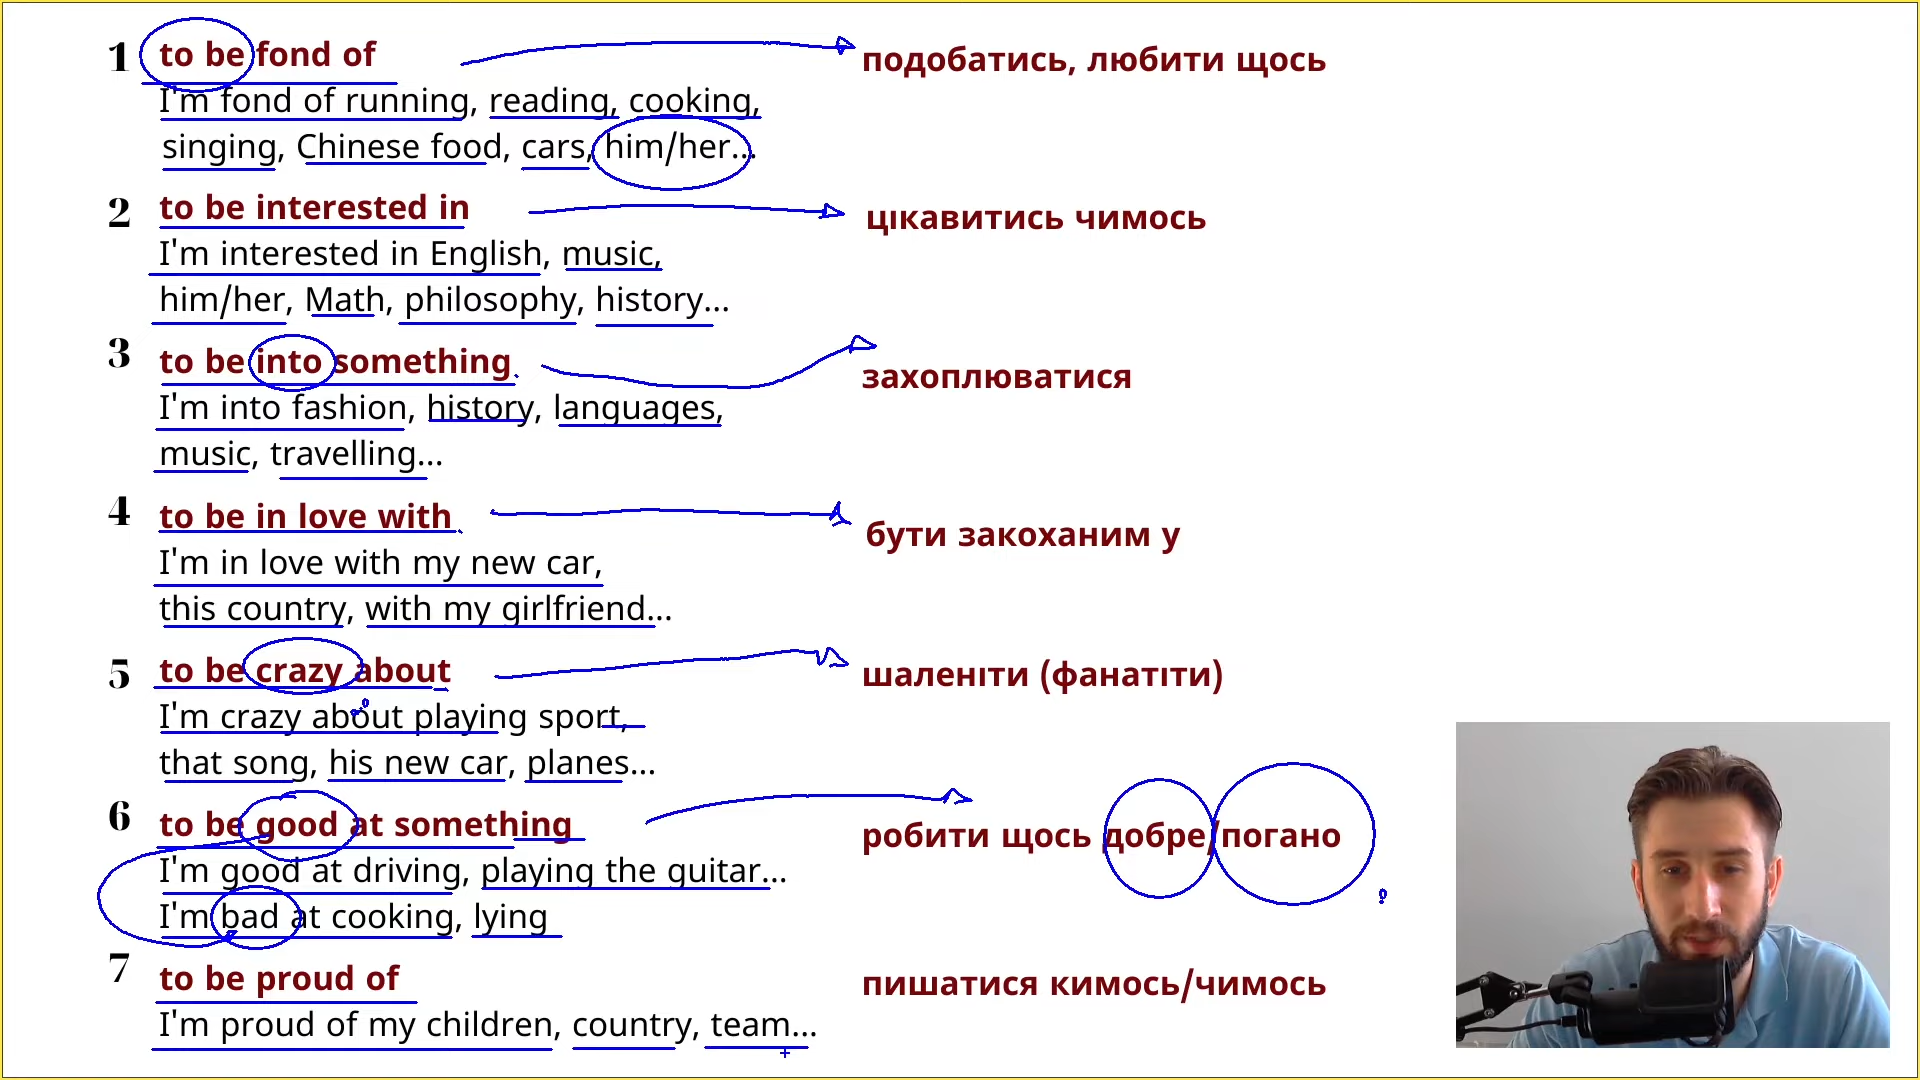 1 to be fond of
подобатись, любити щось
I'm fond of running, reading, cooking,
singing, Chinese food, cars, him/her...
2 to be interested in
цікавитись чимось
I'm interested in English, music,
him/her, Math, philosophy, history...
3 to be into something
захоплюватися
I'm into fashion, history, languages,
music, travelling...
4 to be in love with
бути закоханим у
I'm in love with my new car,
this country, with my girlfriend...
5 to be crazy about
шаленіти (фанатіти)
I'm crazy about playing sport,
that song, his new car, planes...
6 to be good at something
робити щось добре/погано
I'm good at driving, playing the guitar...
I'm bad at cooking, lying
7 to be proud of
пишатися кимось/чимось
I'm proud of my children, country, team...